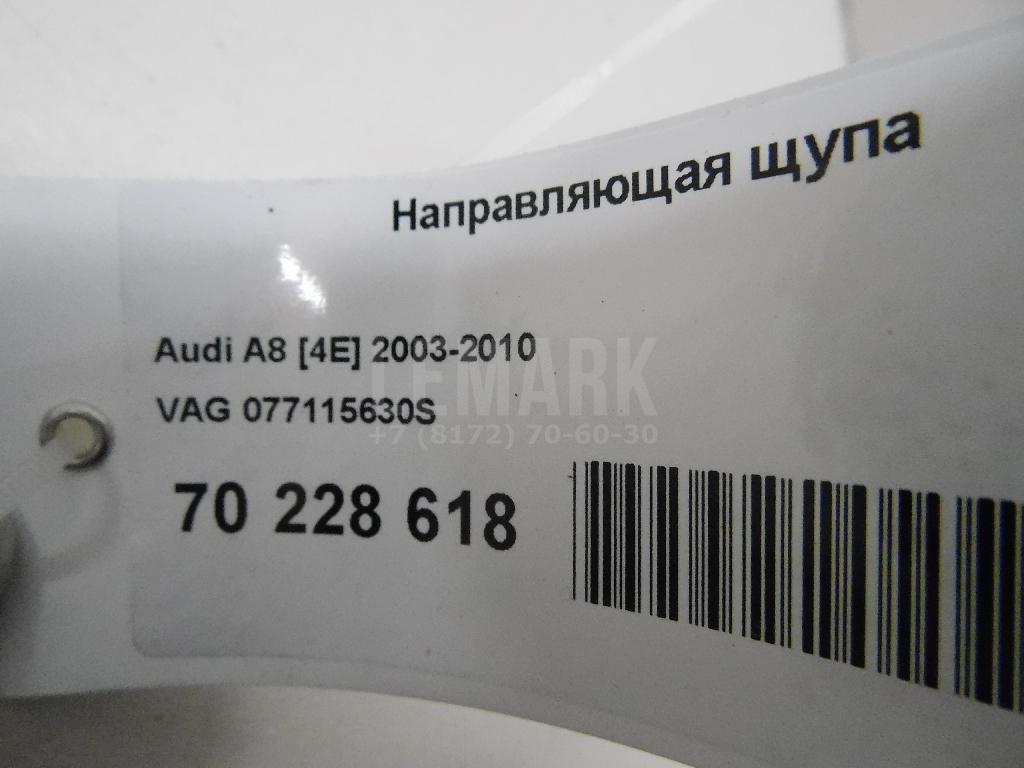 Направляющая щупа
Audi A8 [4E] 2003-2010
LEMARK
VAG 077115630S
+7 (8172) 70-60-30
70 228 618